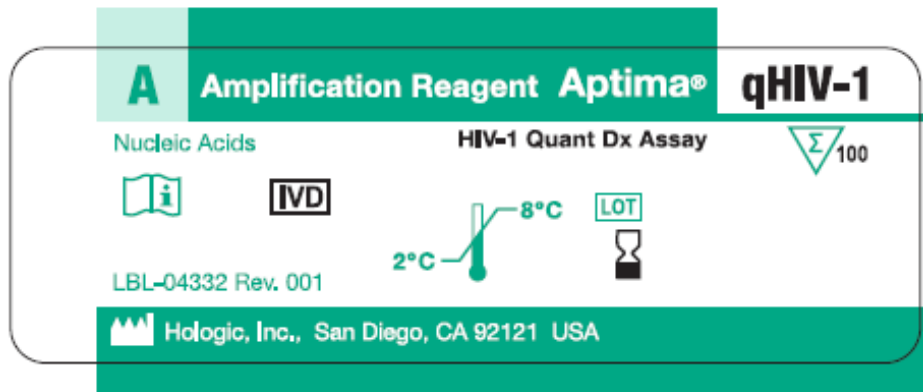 A Amplification Reagent Aptima® qHIV-1
Nucleic Acids HIV-1 Quant Dx Assay Σ/100
i IVD 8°C LOT
2°C
LBL-04332 Rev. 001
Hologic, Inc., San Diego, CA 92121 USA